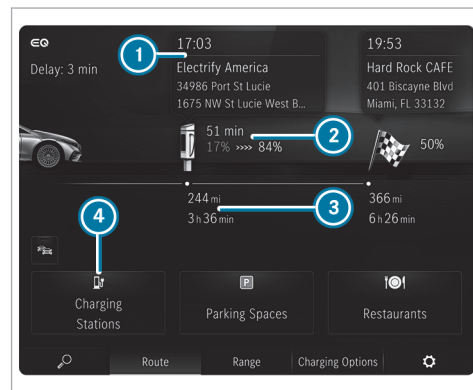 EQ
Delay: 3 min
1
17:03
Electrify America
34986 Port St Lucie
1675 NW St Lucie West B...
19:53
Hard Rock CAFE
401 Biscayne Blvd
Miami, FL 33132
51 min
2
17% »»» 84%
50%
244 mi
3 h 36 min
3
366 mi
6 h 26 min
4
Charging
Stations
P
Parking Spaces
Restaurants
Route
Range
Charging Options